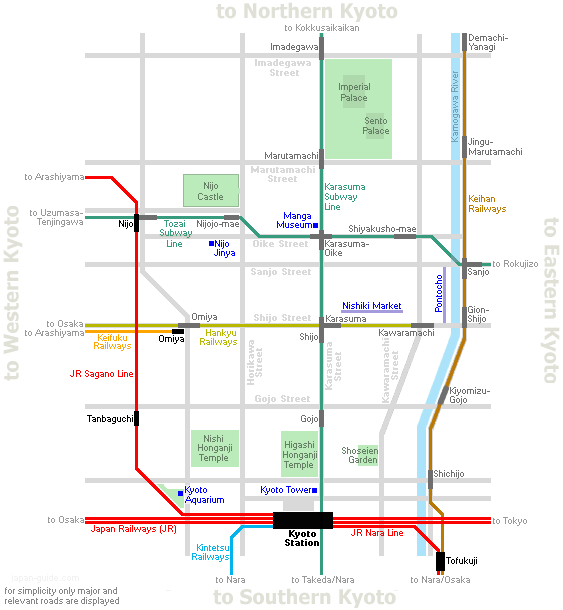 to Northern Kyoto
to Kokkusaikaikan
Imadegawa
Demachi-
Yanagi
Imadegawa
Street
Kamogawa River
Imperial
Palace
Sento
Palace
Jingu-
Marutamachi
Marutamachi
Marutamachi
Street
to Arashiyama
Nijo
Castle
Karasuma
Subway
Line
Keihan
Railways
to Uzumasa-
Tenjingawa
Nijo
Tozai
Subway
Line
Nijojo-mae
Manga
Museum
Shiyakusho-mae
Nijo
Jinya
Oike Street
Karasuma-
Oike
to Rokujizo
Sanjo Street
Sanjo
to Western Kyoto
to Eastern Kyoto
Pontocho
Nishiki Market
Omiya
Shijo Street
Karasuma
Gion-
Shijo
to Osaka
to Arashiyama
Keifuku
Railways
Omiya
Hankyu
Railways
Shijo
Kawaramachi
Horikawa
Street
Karasuma
Street
Kawaramachi
Street
JR Sagano Line
Gojo Street
Kiyomizu-
Gojo
Tanbaguchi
Gojo
Nishi
Honganji
Temple
Higashi
Honganji
Temple
Shoseien
Garden
Shichijo
Kyoto
Aquarium
Kyoto Tower
to Osaka
Japan Railways (JR)
Kyoto
Station
JR Nara Line
to Tokyo
Kintetsu
Railways
Tofukuji
to Nara
to Takeda/Nara
to Nara/Osaka
japan-guide.com
for simplicity only major and
relevant roads are displayed
to Southern Kyoto